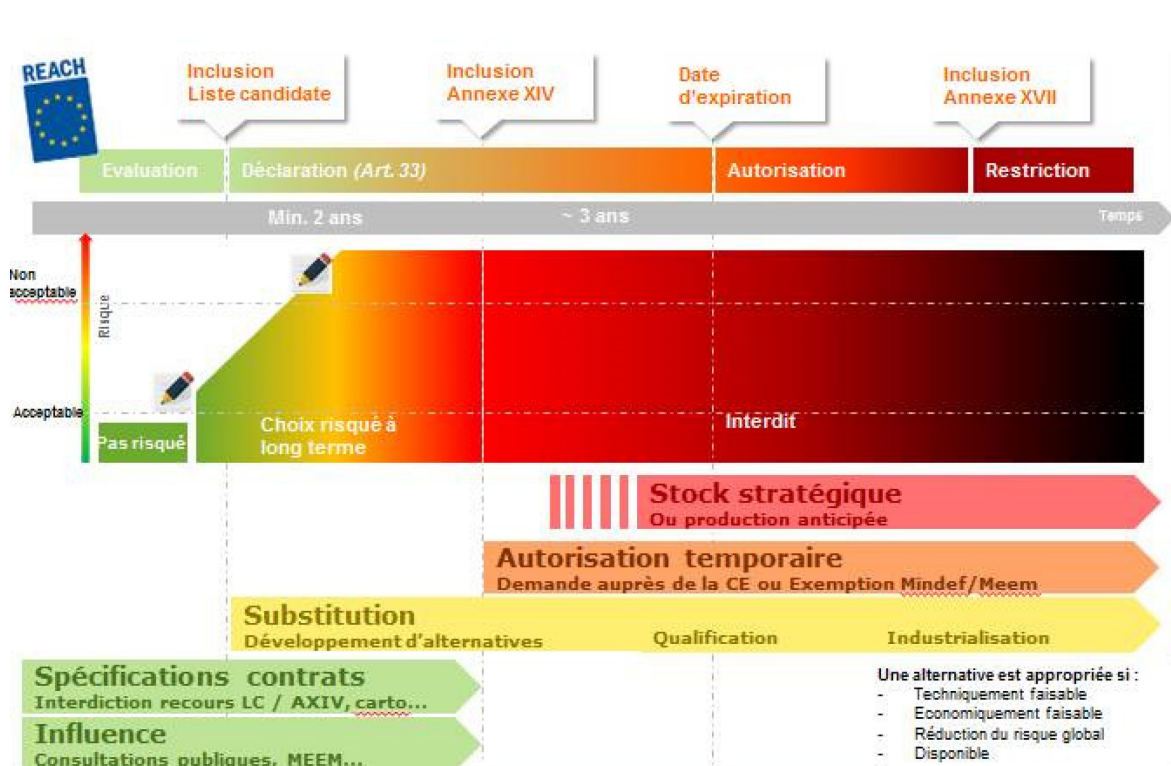 REACH
Inclusion
Liste candidate
Inclusion
Annexe XIV
Date
d'expiration
Inclusion
Annexe XVII
Evaluation
Déclaration (Art. 33)
Autorisation
Restriction
Min. 2 ans
~ 3 ans
Temps
Non
acceptable
Risque
Acceptable
Pas risqué
Choix risqué à
long terme
Interdit
Stock stratégique
Ou production anticipée
Autorisation temporaire
Demande auprès de la CE ou Exemption Mindef/Meem
Substitution
Développement d'alternatives
Qualification
Industrialisation
Spécifications contrats
Interdiction recours LC / AXIV, carto...
Influence
Consultations publiques, MEEM...
Une alternative est appropriée si :
- Techniquement faisable
- Economiquement faisable
- Réduction du risque global
- Disponible